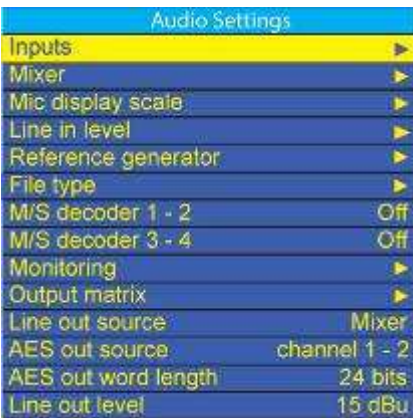 Audio Settings
Inputs
Mixer
Mic display scale
Line in level
Reference generator
File type
M/S decoder 1 - 2 Off
M/S decoder 3 - 4 Off
Monitoring
Output matrix
Line out source Mixer
AES out source channel 1 - 2
AES out word length 24 bits
Line out level 15 dBu